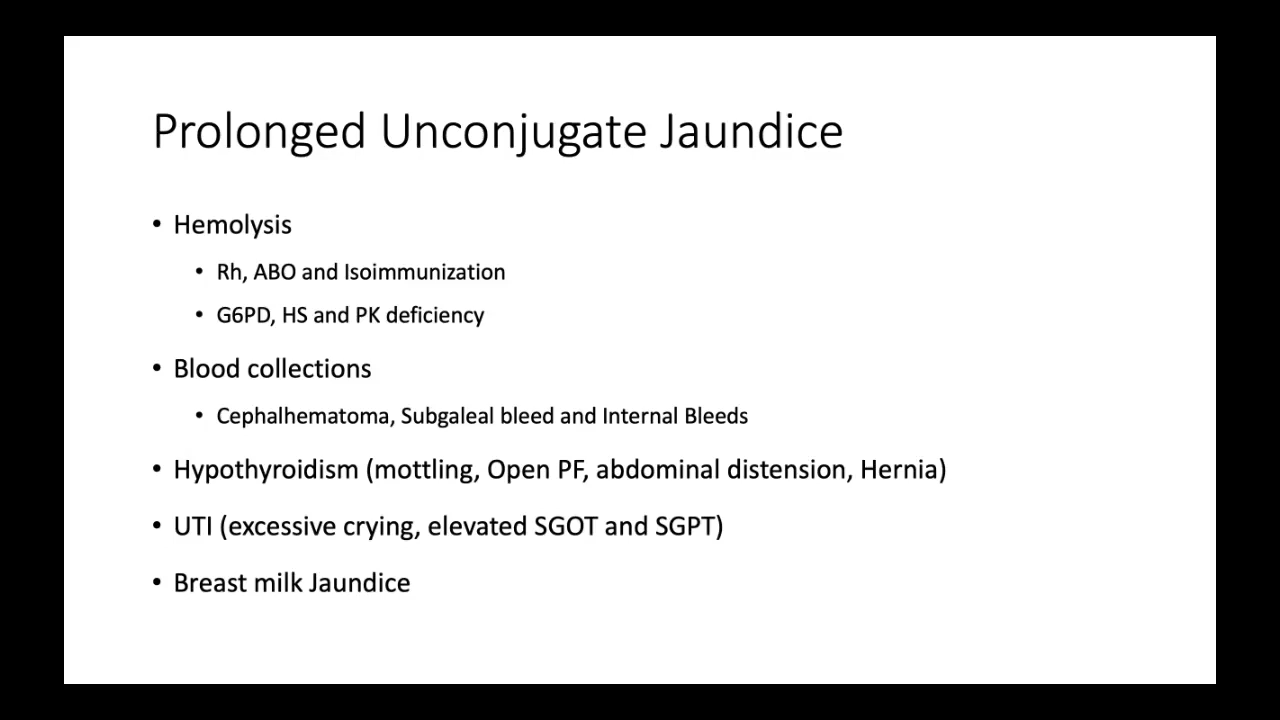 Prolonged Unconjugate Jaundice
• Hemolysis
• Rh, ABO and Isoimmunization
• G6PD, HS and PK deficiency
• Blood collections
• Cephalhematoma, Subgaleal bleed and Internal Bleeds
• Hypothyroidism (mottling, Open PF, abdominal distension, Hernia)
• UTI (excessive crying, elevated SGOT and SGPT)
• Breast milk Jaundice